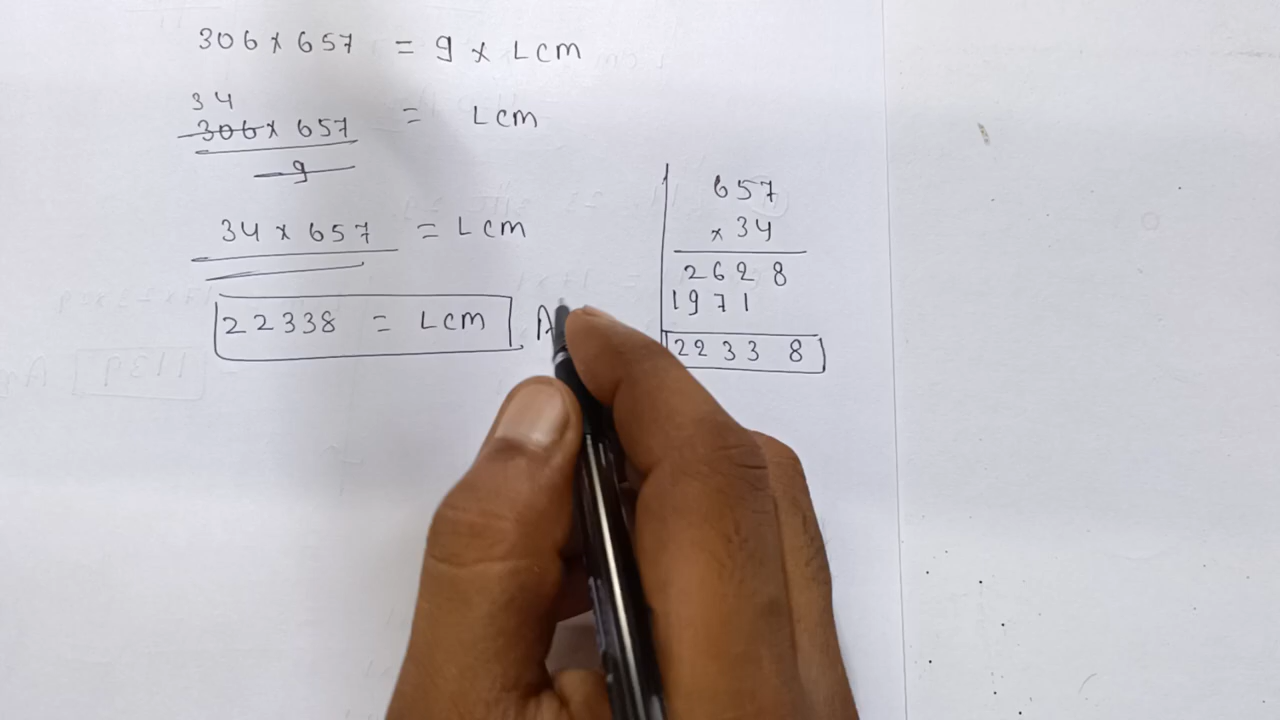 306 × 657 = 9 × Lcm
34
306 × 657 = Lcm
9
34 × 657 = Lcm
22338 = Lcm
657
× 34
2628
1971
22338